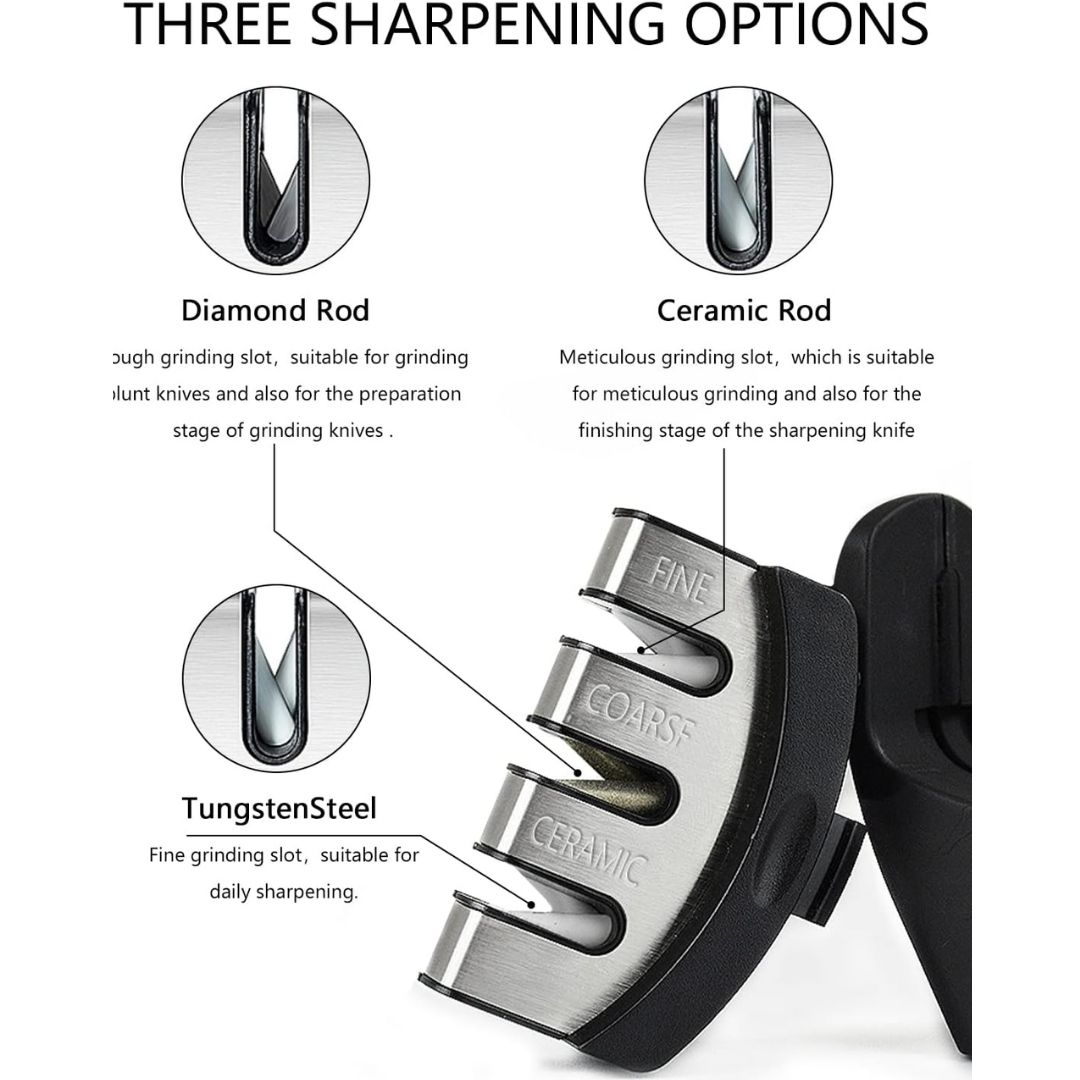 THREE SHARPENING OPTIONS
Diamond Rod
ough grinding slot, suitable for grinding
lunt knives and also for the preparation
stage of grinding knives .
Ceramic Rod
Meticulous grinding slot, which is suitable
for meticulous grinding and also for the
finishing stage of the sharpening knife
TungstenSteel
Fine grinding slot, suitable for
daily sharpening.
FINE
COARSE
CERAMIC